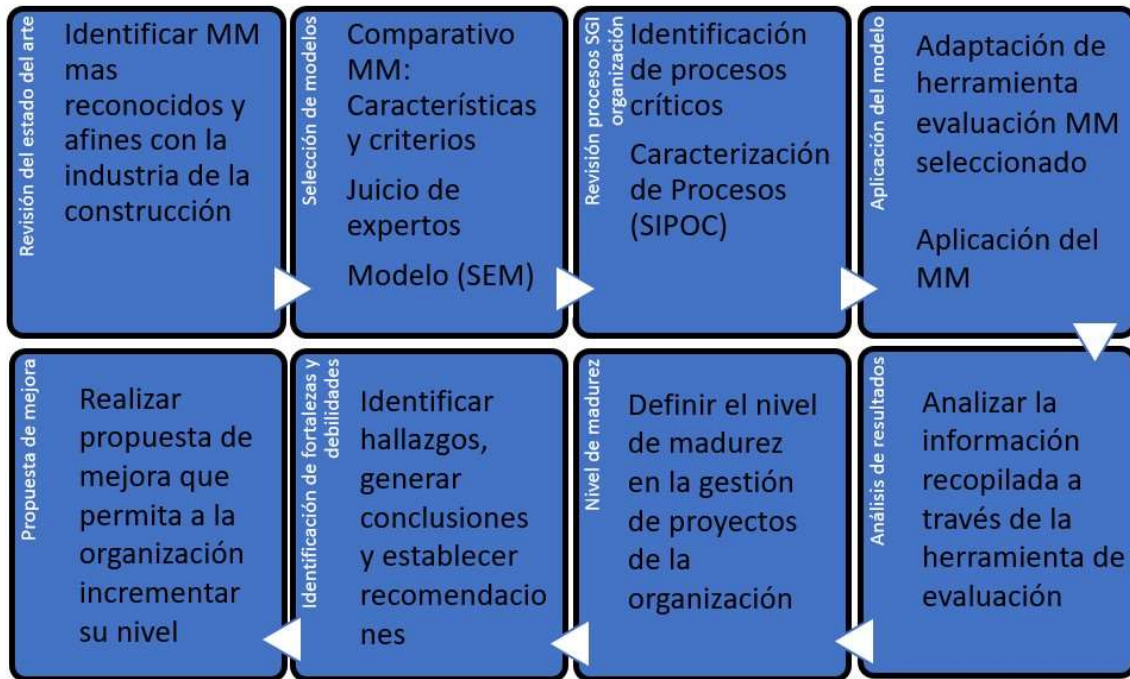 Revisión del estado del arte
Identificar MM
mas
reconocidos y
afines con la
industria de la
construcción
Selección de modelos
Comparativo
MM:
Características
y criterios
Juicio de
expertos
Modelo (SEM)
Revisión procesos SGI
organización
Identificación
de procesos
críticos
Caracterización
de Procesos
(SIPOC)
Aplicación del modelo
Adaptación de
herramienta
evaluación MM
seleccionado
Aplicación del
MM
Análisis de resultados
Analizar la
información
recopilada a
través de la
herramienta de
evaluación
Nivel de madurez
Definir el nivel
de madurez
en la gestión
de proyectos
de la
organización
Identificación de fortalezas y
debilidades
Identificar
hallazgos,
generar
conclusiones
y establecer
recomendacio
nes
Propuesta de mejora
Realizar
propuesta de
mejora que
permita a la
organización
incrementar
su nivel